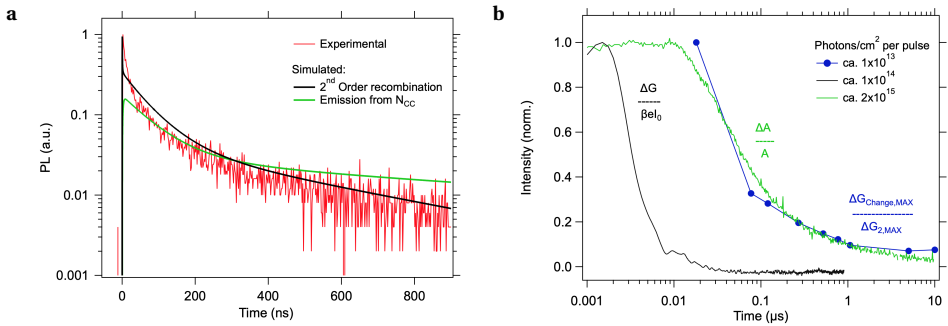 a
PL (a.u.)
1
0.1
0.01
0.001
Experimental
Simulated:
2nd Order recombination
Emission from NCC
0
200
400
600
800
Time (ns)
b
Intensity (norm.)
1.0
0.8
0.6
0.4
0.2
0.0
Photons/cm2 per pulse
ca. 1x10^13
ca. 1x10^14
ca. 2x10^15
ΔG
βeI0
ΔA
A
ΔGChange,MAX
ΔG2,MAX
0.001
0.01
0.1
1
10
Time (µs)